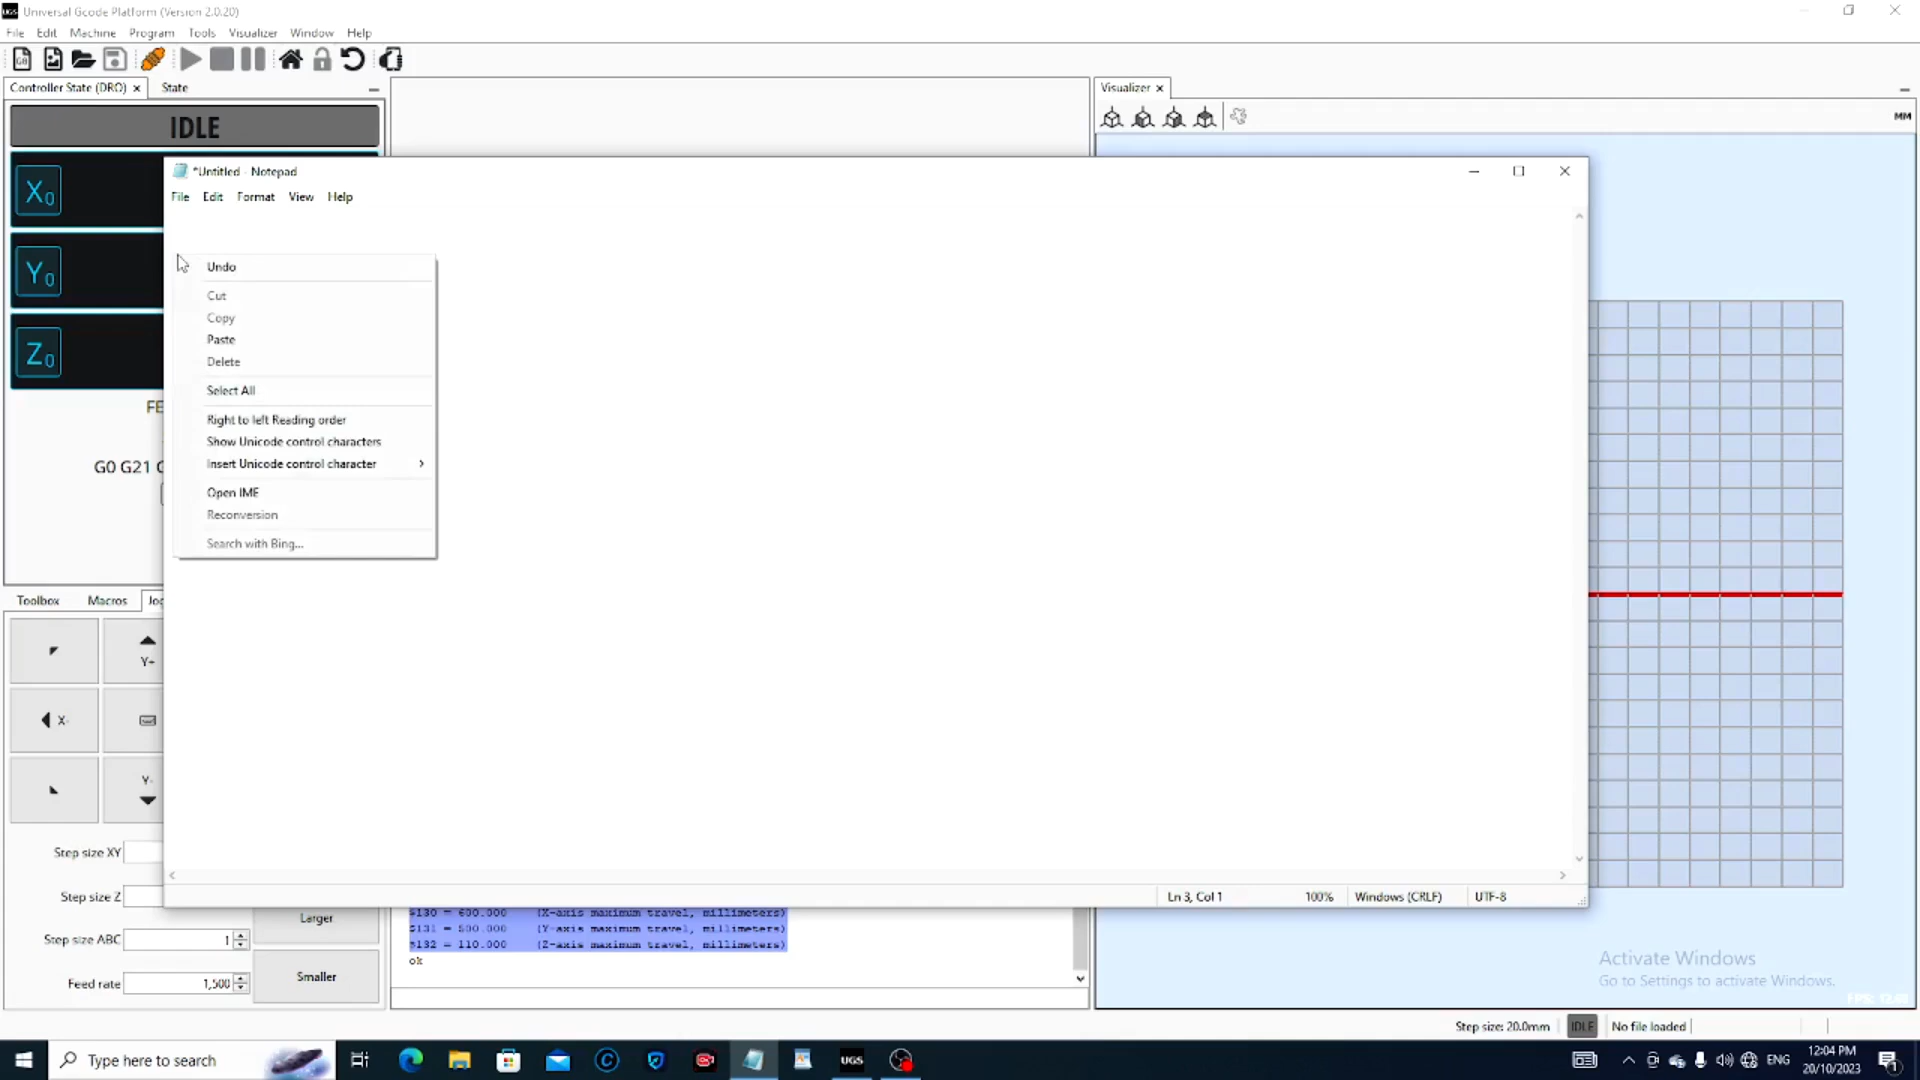 UGS Universal Gcode Platform (Version 2.0.20)
File Edit Machine Program Tools Visualizer Window Help
Controller State (DRO) × State
Visualizer ×
MM
IDLE
X0
Y0
Z0
FE
G0 G21
*Untitled - Notepad
File Edit Format View Help
Undo
Cut
Copy
Paste
Delete
Select All
Right to left Reading order
Show Unicode control characters
Insert Unicode control character
Open IME
Reconversion
Search with Bing...
Ln 3, Col 1 100% Windows (CRLF) UTF-8
Toolbox Macros Jo
Y+
X-
Y-
Step size XY
Step size Z
Larger
Step size ABC 1
Feed rate 1,500
Smaller
$130 = 600.000 (X-axis maximum travel, millimeters)
$131 = 500.000 (Y-axis maximum travel, millimeters)
$132 = 110.000 (Z-axis maximum travel, millimeters)
ok
Activate Windows
Go to Settings to activate Windows.
Step size: 20.0mm IDLE No file loaded
Type here to search
UGS
ENG
12:04 PM
20/10/2023
1